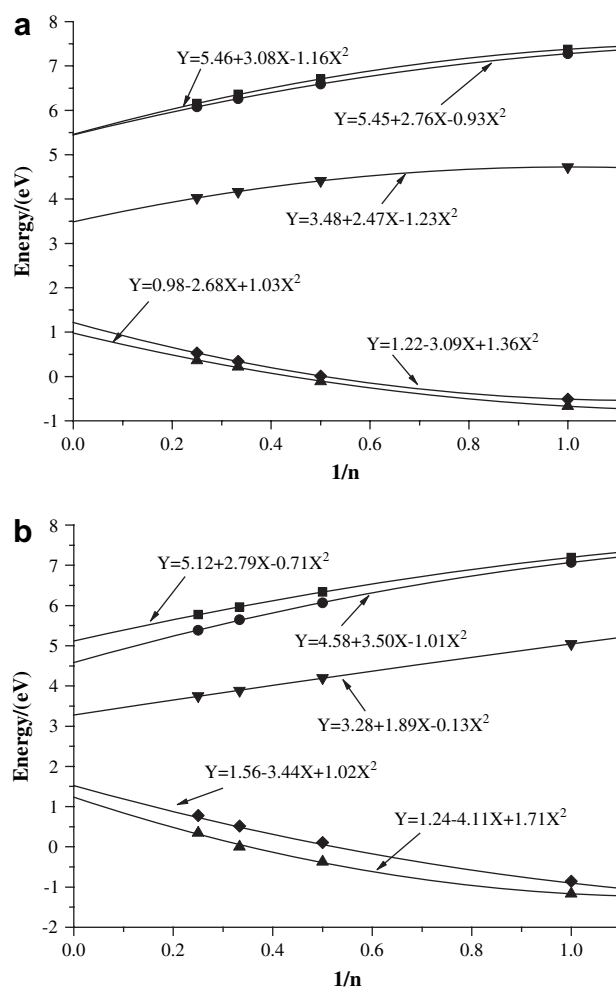 a
8
7
6
5
4
3
2
1
0
-1
Energy/(eV)
Y=5.46+3.08X-1.16X²
Y=5.45+2.76X-0.93X²
Y=3.48+2.47X-1.23X²
Y=0.98-2.68X+1.03X²
Y=1.22-3.09X+1.36X²
0.0 0.2 0.4 0.6 0.8 1.0
1/n
b
8
7
6
5
4
3
2
1
0
-1
-2
Energy/(eV)
Y=5.12+2.79X-0.71X²
Y=4.58+3.50X-1.01X²
Y=3.28+1.89X-0.13X²
Y=1.56-3.44X+1.02X²
Y=1.24-4.11X+1.71X²
0.0 0.2 0.4 0.6 0.8 1.0
1/n